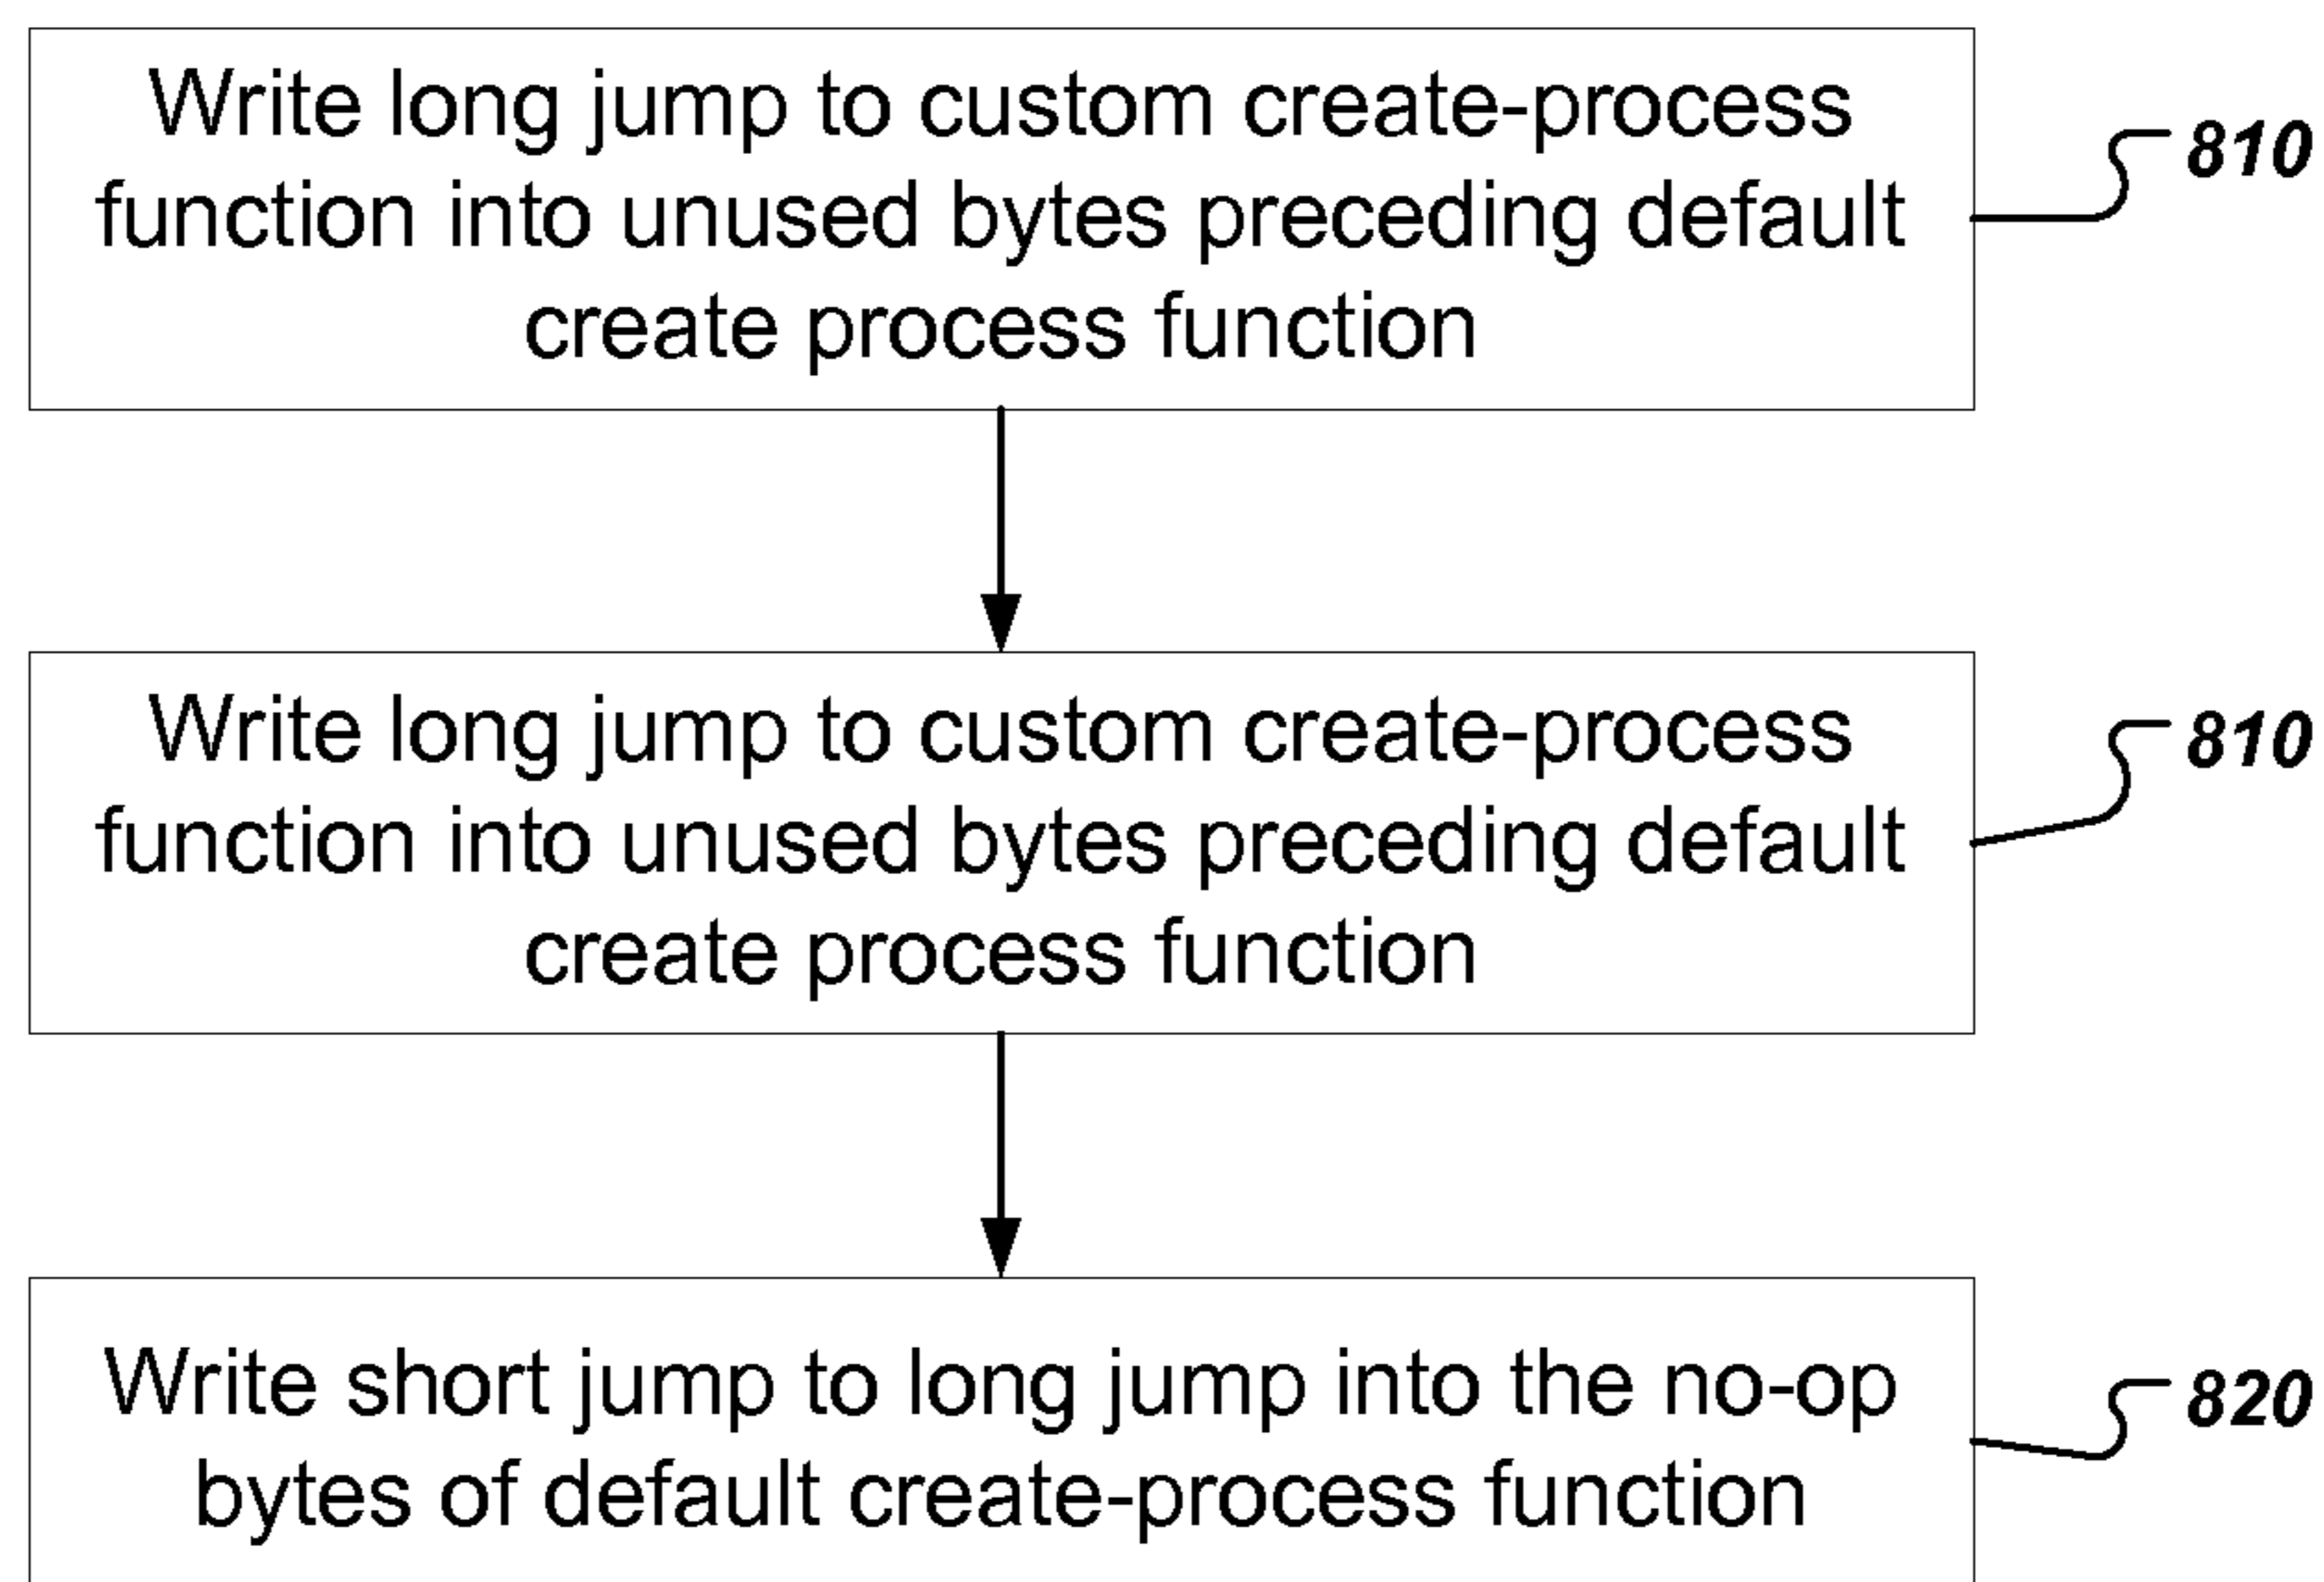 Write long jump to custom create-process
function into unused bytes preceding default
create process function
810
Write long jump to custom create-process
function into unused bytes preceding default
create process function
810
Write short jump to long jump into the no-op
bytes of default create-process function
820